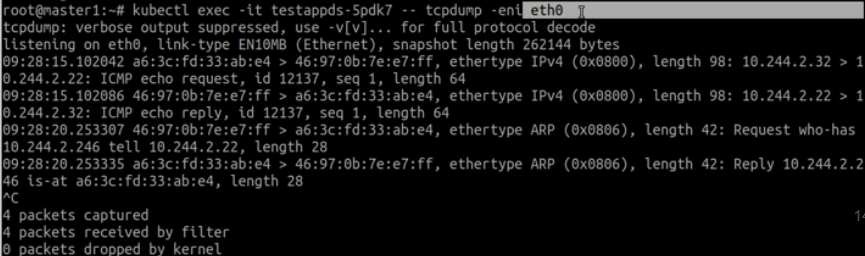 root@master1:~# kubectl exec -it testappds-5pdk7 -- tcpdump -eni eth0
tcpdump: verbose output suppressed, use -v[v]... for full protocol decode
listening on eth0, link-type EN10MB (Ethernet), snapshot length 262144 bytes
09:28:15.102042 a6:3c:fd:33:ab:e4 > 46:97:0b:7e:e7:ff, ethertype IPv4 (0x0800), length 98: 10.244.2.32 > 1
0.244.2.22: ICMP echo request, id 12137, seq 1, length 64
09:28:15.102086 46:97:0b:7e:e7:ff > a6:3c:fd:33:ab:e4, ethertype IPv4 (0x0800), length 98: 10.244.2.22 > 1
0.244.2.32: ICMP echo reply, id 12137, seq 1, length 64
09:28:20.253307 46:97:0b:7e:e7:ff > a6:3c:fd:33:ab:e4, ethertype ARP (0x0806), length 42: Request who-has
10.244.2.246 tell 10.244.2.22, length 28
09:28:20.253335 a6:3c:fd:33:ab:e4 > 46:97:0b:7e:e7:ff, ethertype ARP (0x0806), length 42: Reply 10.244.2.2
46 is-at a6:3c:fd:33:ab:e4, length 28
^C
4 packets captured
14
4 packets received by filter
0 packets dropped by kernel